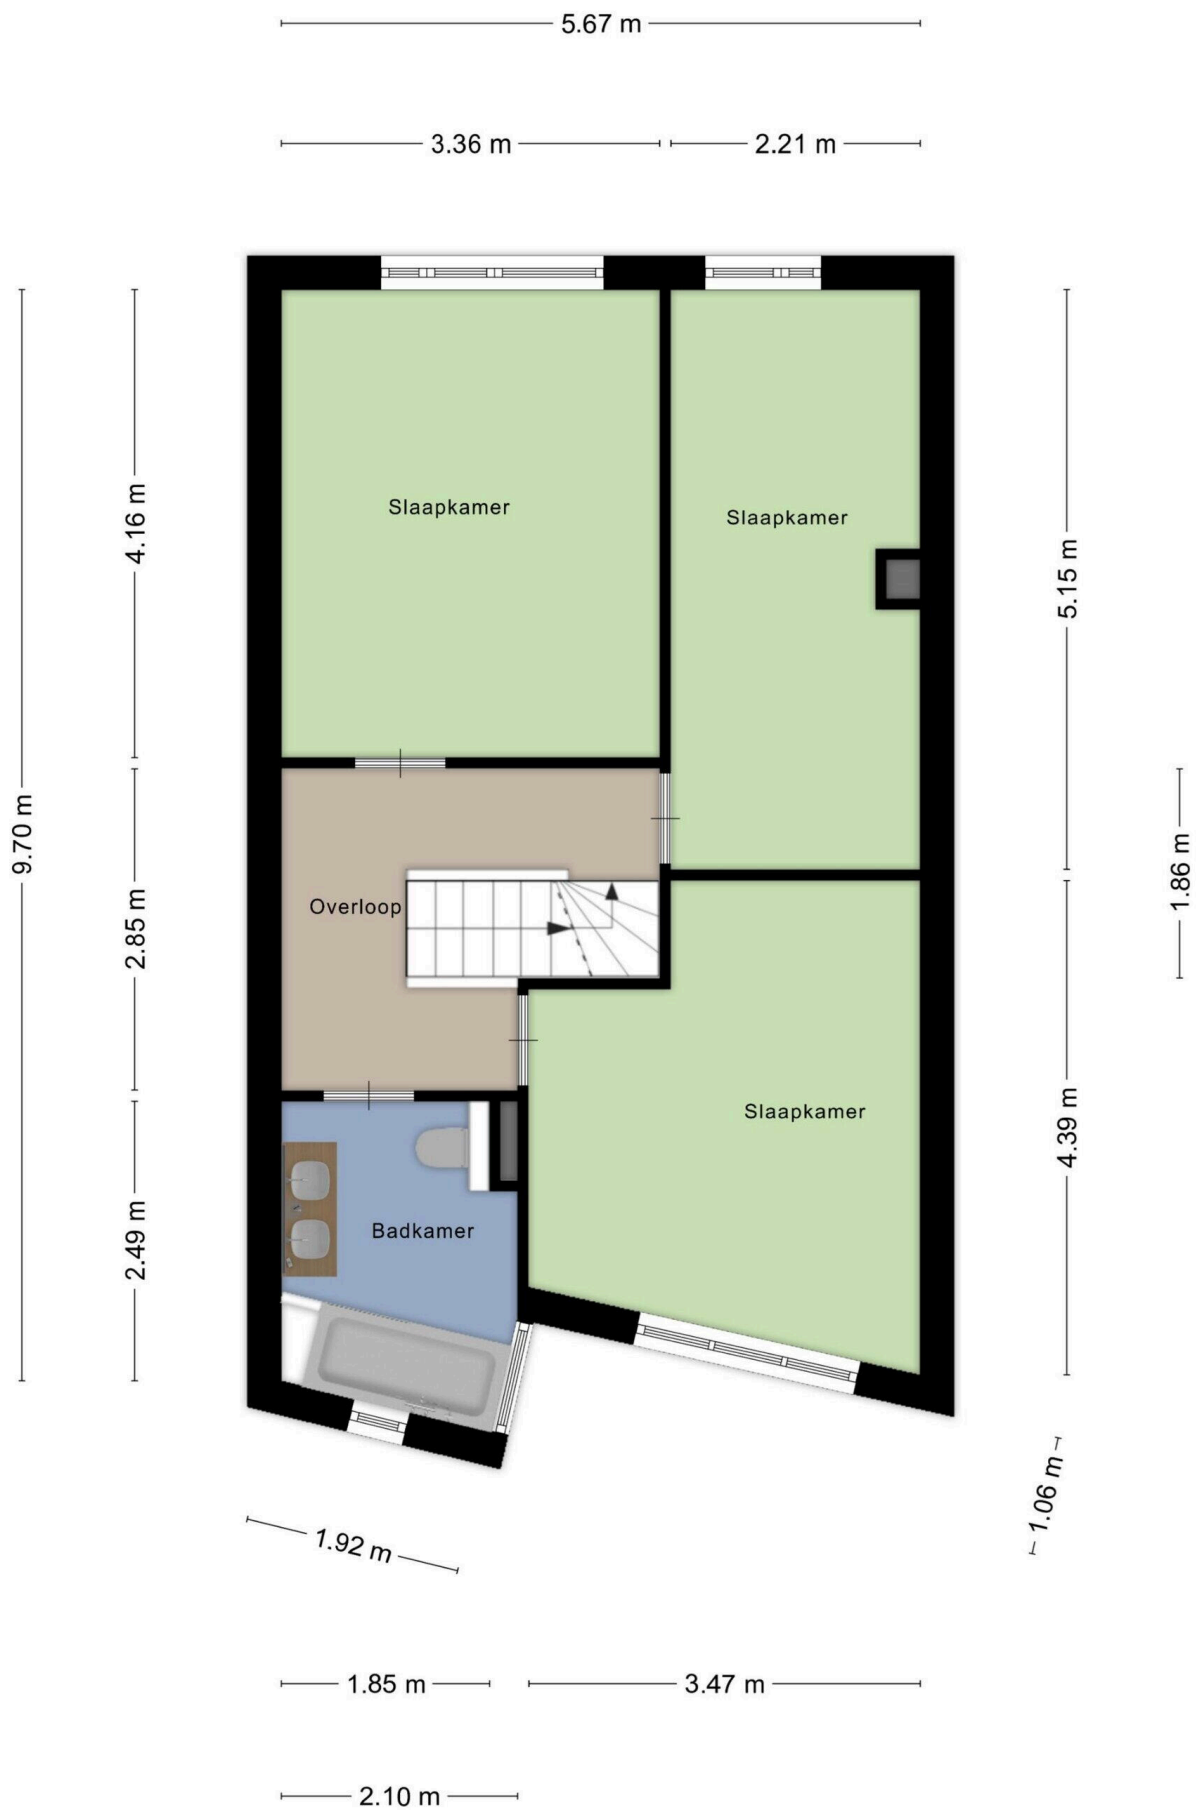 5.67 m
3.36 m
2.21 m
4.16 m
Slaapkamer
Slaapkamer
5.15 m
9.70 m
1.86 m
2.85 m
Overloop
Slaapkamer
4.39 m
2.49 m
Badkamer
1.06 m
1.92 m
1.85 m
3.47 m
2.10 m